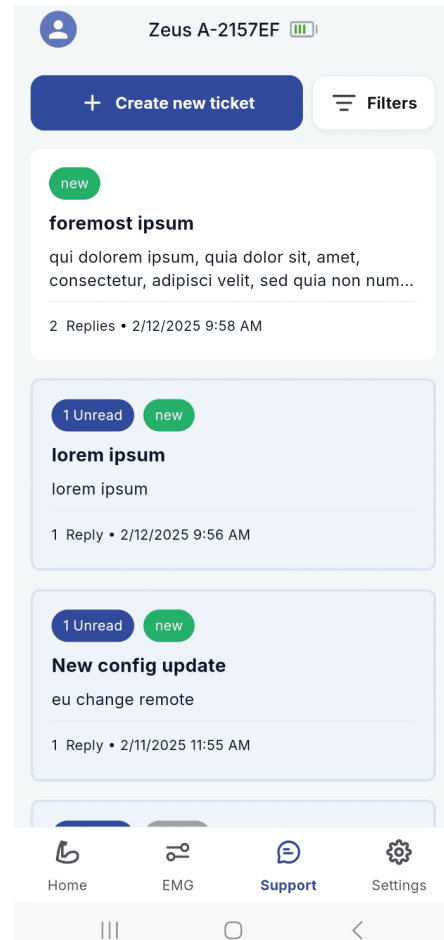 Zeus A-2157EF
+ Create new ticket
Filters
new
foremost ipsum
qui dolorem ipsum, quia dolor sit, amet,
consectetur, adipisci velit, sed quia non num...
2 Replies • 2/12/2025 9:58 AM
1 Unread
new
lorem ipsum
lorem ipsum
1 Reply • 2/12/2025 9:56 AM
1 Unread
new
New config update
eu change remote
1 Reply • 2/11/2025 11:55 AM
Home
EMG
Support
Settings